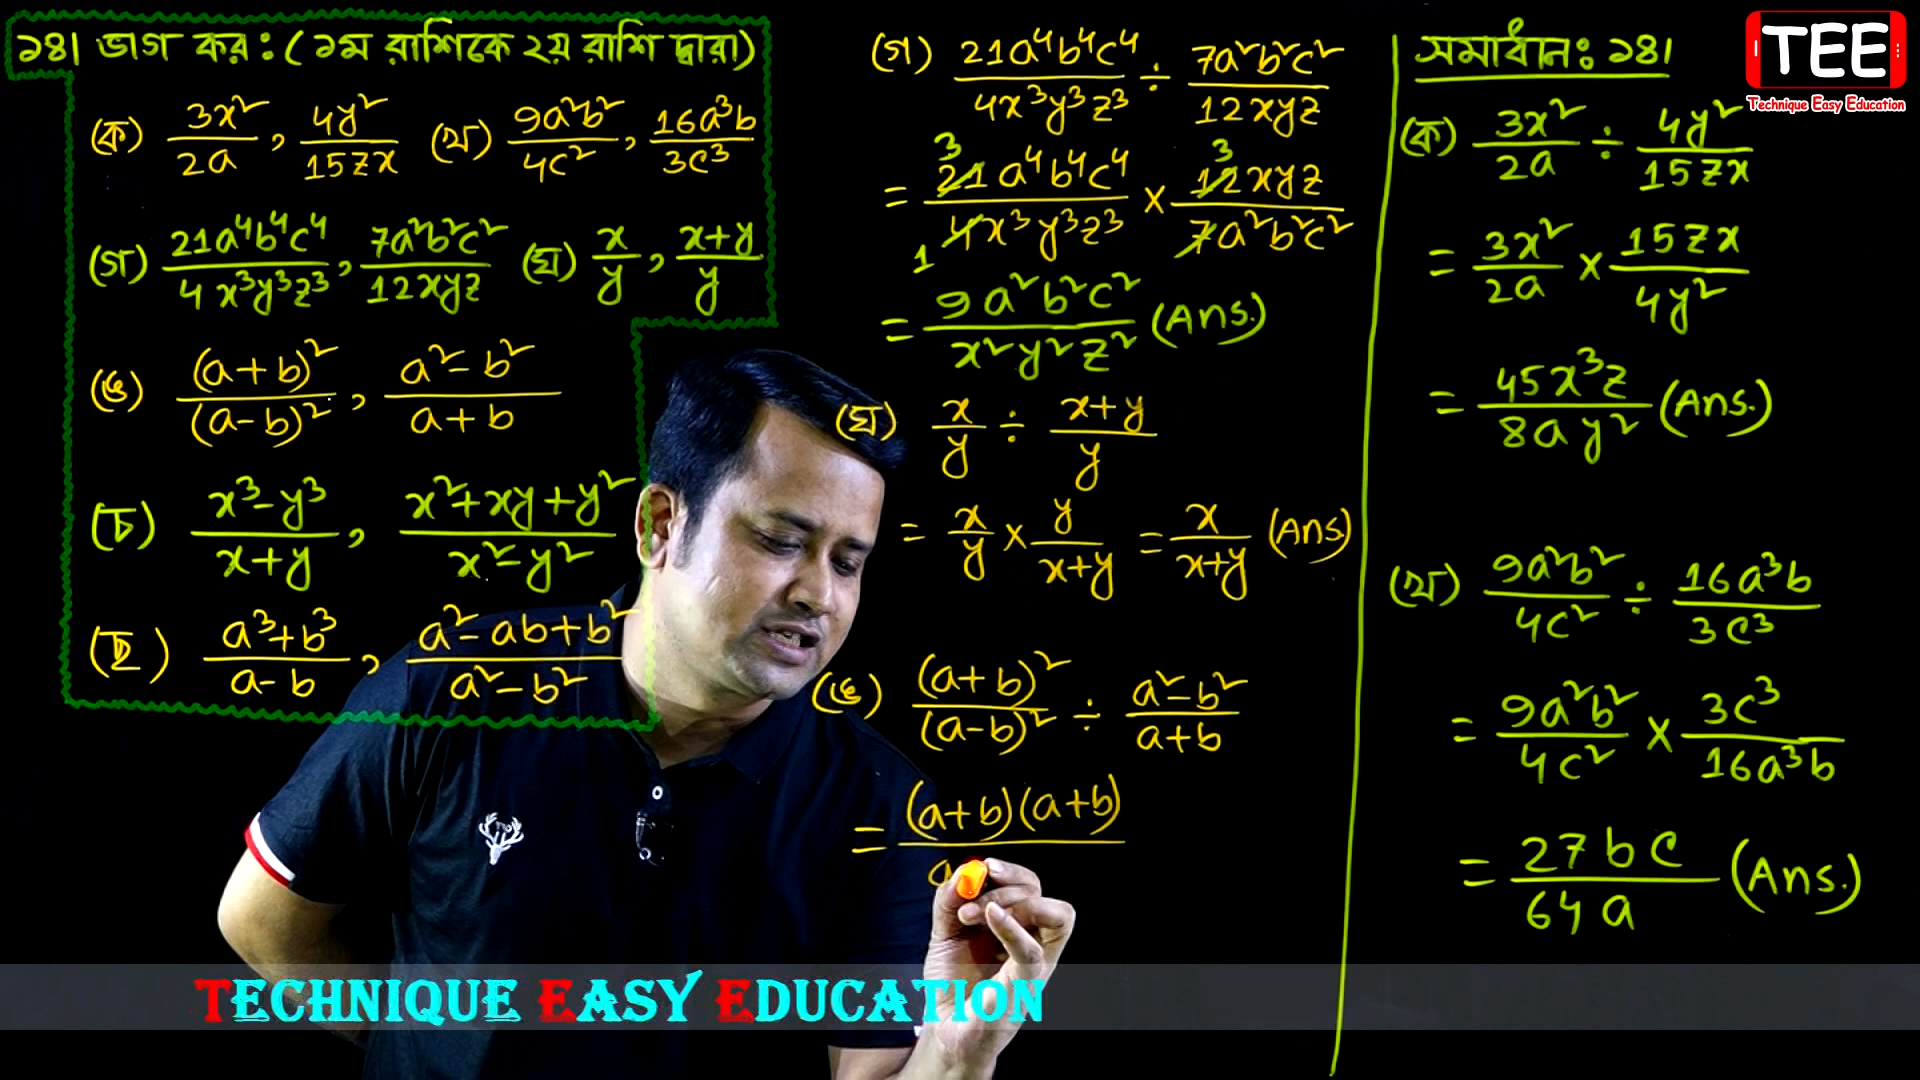 ১৪। ভাগ কর: (১ম রাশিকে ২য় রাশি দ্বারা)
(ক) 3x²/2a, 4y²/15zx (খ) 9a²b²/4c², 16a³b/3c³
(গ) 21a⁴b⁴c⁴/4x³y³z³, 7a²b²c²/12xyz (ঘ) x/y, x+y/y
(ঙ) (a+b)²/(a-b)², a²-b²/a+b
(চ) x³-y³/x+y, x²+xy+y²/x²-y²
(ছ) a³+b³/a-b, a²-ab+b²/a²-b²
(গ) 21a⁴b⁴c⁴/4x³y³z³ ÷ 7a²b²c²/12xyz
3 3
= 21a⁴b⁴c⁴/4x³y³z³ × 12xyz/7a²b²c²
1
= 9a²b²c²/x²y²z² (Ans.)
(ঘ) x/y ÷ x+y/y
= x/y × y/x+y = x/x+y (Ans)
(ঙ) (a+b)²/(a-b)² ÷ a²-b²/a+b
= (a+b)(a+b)/
সমাধান: ১৪।
(ক) 3x²/2a ÷ 4y²/15zx
= 3x²/2a × 15zx/4y²
= 45x³z/8ay² (Ans.)
(খ) 9a²b²/4c² ÷ 16a³b/3c³
= 9a²b²/4c² × 3c³/16a³b
= 27bc/64a (Ans.)
TEE
Technique Easy Education
TECHNIQUE EASY EDUCATION